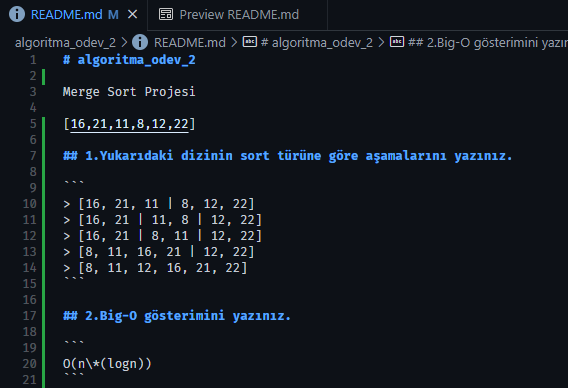 README.md M
Preview README.md
algoritma_odev_2 > README.md > # algoritma_odev_2 > ## 2.Big-O gösterimini yazın
1 # algoritma_odev_2
2
3 Merge Sort Projesi
4
5 [16,21,11,8,12,22]
6
7 ## 1.Yukarıdaki dizinin sort türüne göre aşamalarını yazınız.
8
9 ```
10 > [16, 21, 11 | 8, 12, 22]
11 > [16, 21 | 11, 8 | 12, 22]
12 > [16, 21 | 8, 11 | 12, 22]
13 > [8, 11, 16, 21 | 12, 22]
14 > [8, 11, 12, 16, 21, 22]
15 ```
16
17 ## 2.Big-O gösterimini yazınız.
18
19 ```
20 O(n\*(logn))
21 ```